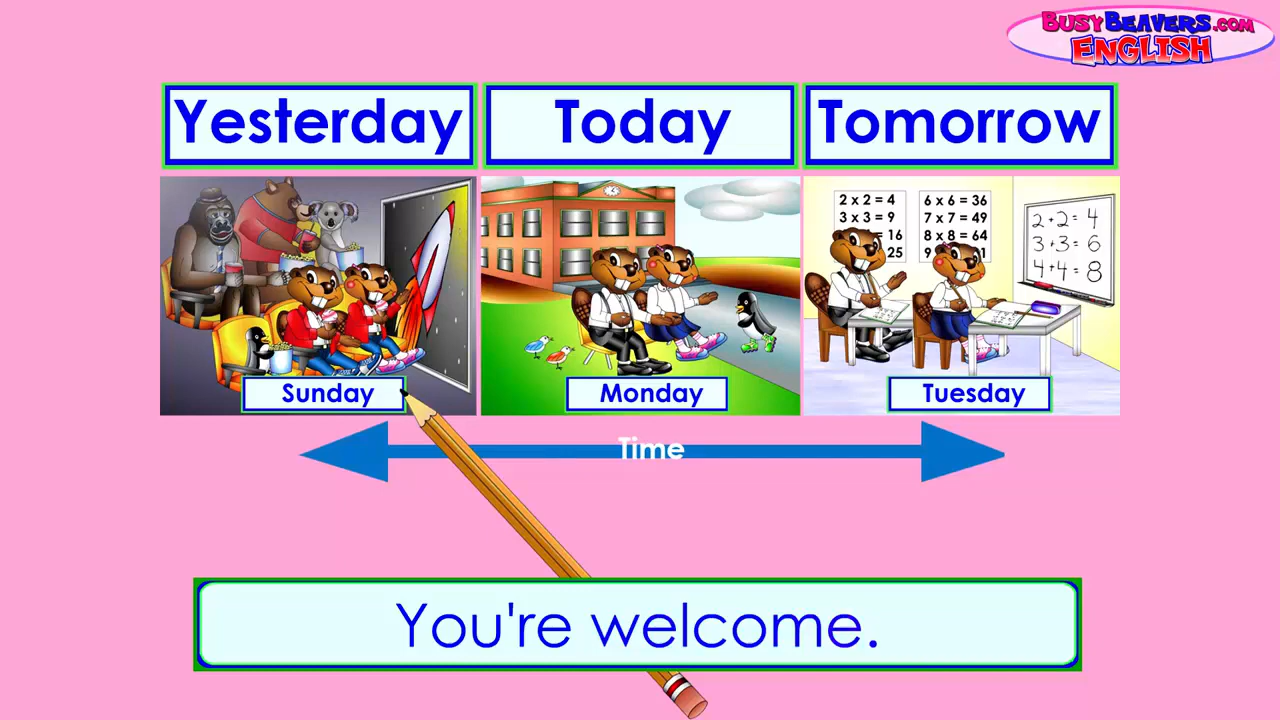 BUSYBEAVERS.COM
ENGLISH
Yesterday
Today
Tomorrow
2 x 2 = 4
3 x 3 = 9
= 16
25
6 x 6 = 36
7 x 7 = 49
8 x 8 = 64
9
1
2+2= 4
3+3= 6
4+4= 8
Sunday
Monday
Tuesday
Time
You're welcome.